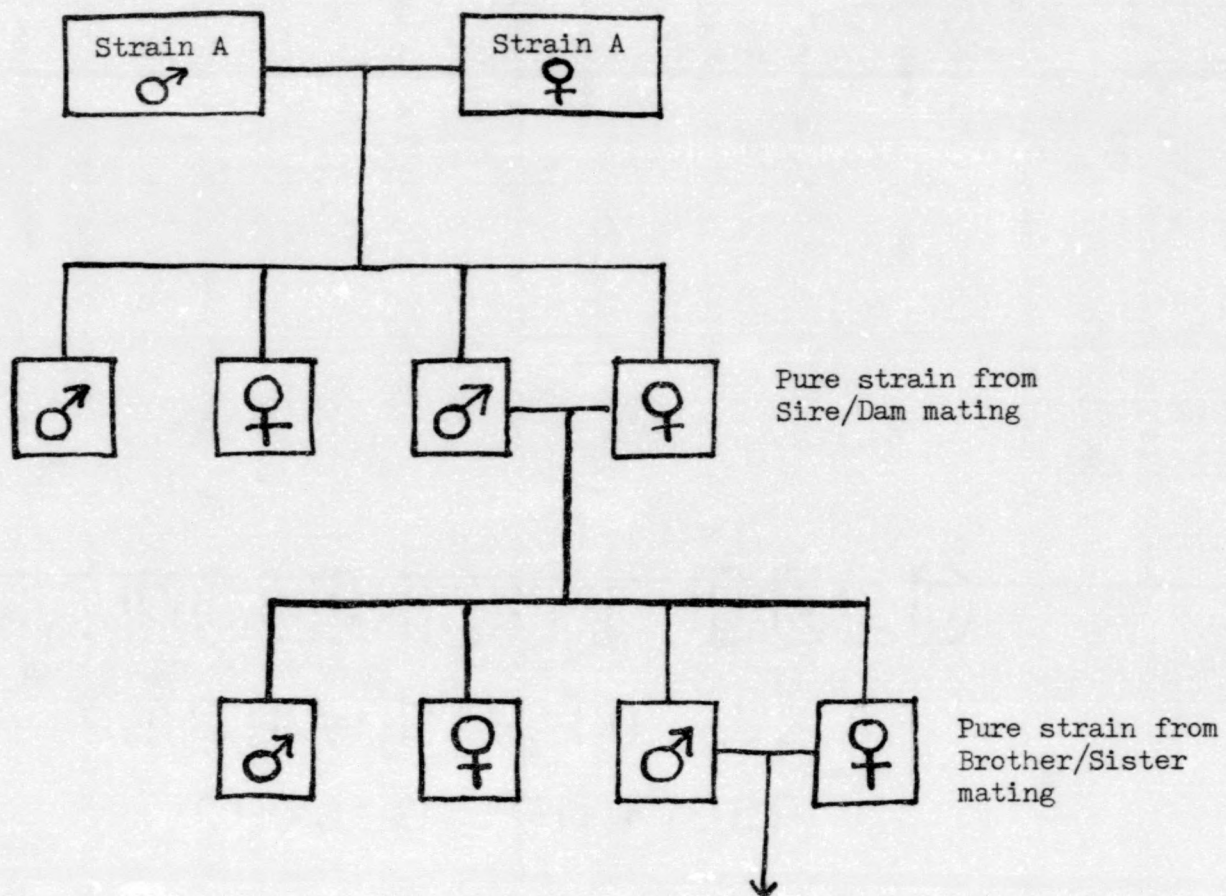 Strain A
♂
Strain A
♀
♂ ♀ ♂ ♀
Pure strain from
Sire/Dam mating
♂ ♀ ♂ ♀
Pure strain from
Brother/Sister
mating